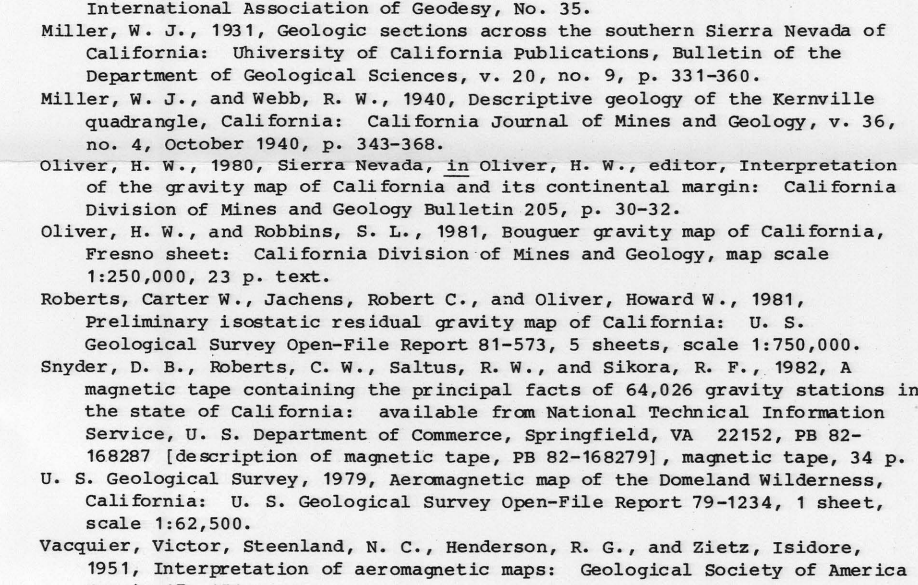 International Association of Geodesy, No. 35.
Miller, W. J., 1931, Geologic sections across the southern Sierra Nevada of
California: Uhiversity of California Publications, Bulletin of the
Department of Geological Sciences, v. 20, no. 9, p. 331-360.
Miller, W. J., and Webb, R. W., 1940, Descriptive geology of the Kernville
quadrangle, California: California Journal of Mines and Geology, v. 36,
no. 4, October 1940, p. 343-368.
Oliver, H. W., 1980, Sierra Nevada, in Oliver, H. W., editor, Interpretation
of the gravity map of California and its continental margin: California
Division of Mines and Geology Bulletin 205, p. 30-32.
Oliver, H. W., and Robbins, S. L., 1981, Bouguer gravity map of California,
Fresno sheet: California Division of Mines and Geology, map scale
1:250,000, 23 p. text.
Roberts, Carter W., Jachens, Robert C., and Oliver, Howard W., 1981,
Preliminary isostatic residual gravity map of California: U. S.
Geological Survey Open-File Report 81-573, 5 sheets, scale 1:750,000.
Snyder, D. B., Roberts, C. W., Saltus, R. W., and Sikora, R. F., 1982, A
magnetic tape containing the principal facts of 64,026 gravity stations in
the state of California: available from National Technical Information
Service, U. S. Department of Commerce, Springfield, VA 22152, PB 82-
168287 [description of magnetic tape, PB 82-168279], magnetic tape, 34 p.
U. S. Geological Survey, 1979, Aeromagnetic map of the Domeland Wilderness,
California: U. S. Geological Survey Open-File Report 79-1234, 1 sheet,
scale 1:62,500.
Vacquier, Victor, Steenland, N. C., Henderson, R. G., and Zietz, Isidore,
1951, Interpretation of aeromagnetic maps: Geological Society of America